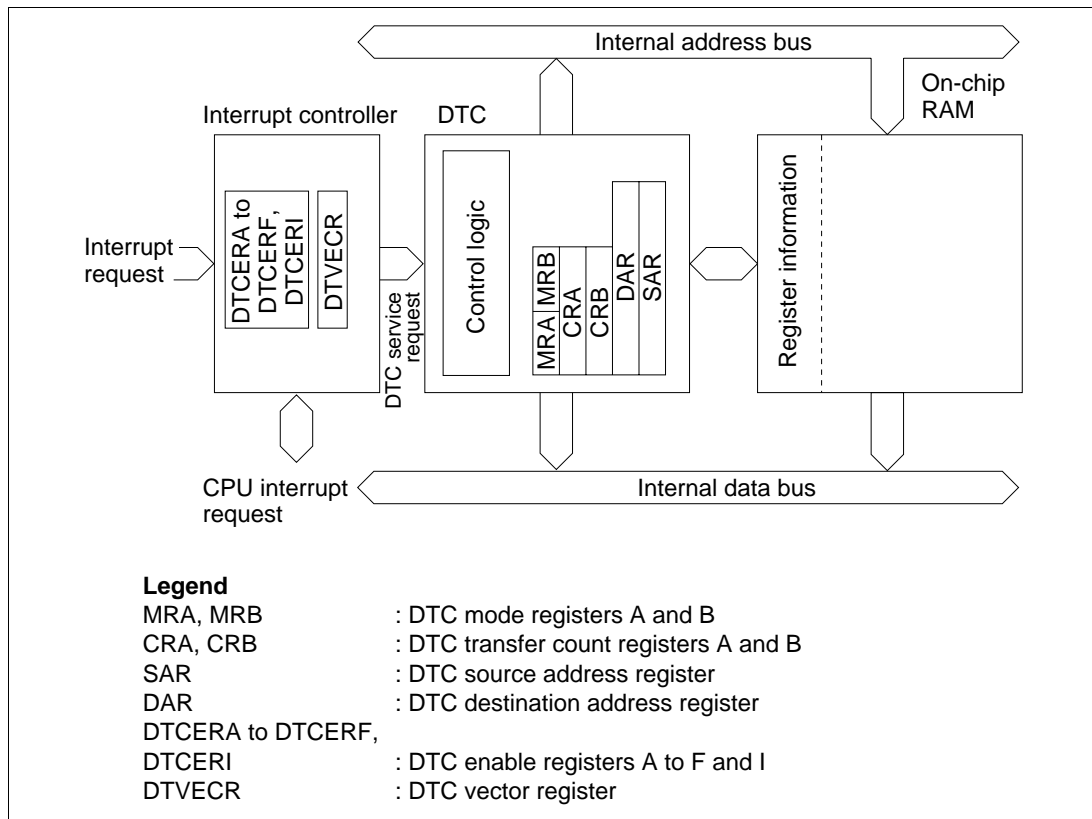 Internal address bus
On-chip
RAM
Interrupt controller
DTC
Interrupt
request
DTCERA to
DTCERF,
DTCERI
DTVECR
DTC service
request
Control logic
MRA
MRB
CRA
CRB
DAR
SAR
Register information
CPU interrupt
request
Internal data bus
Legend
MRA, MRB : DTC mode registers A and B
CRA, CRB : DTC transfer count registers A and B
SAR : DTC source address register
DAR : DTC destination address register
DTCERA to DTCERF,
DTCERI : DTC enable registers A to F and I
DTVECR : DTC vector register